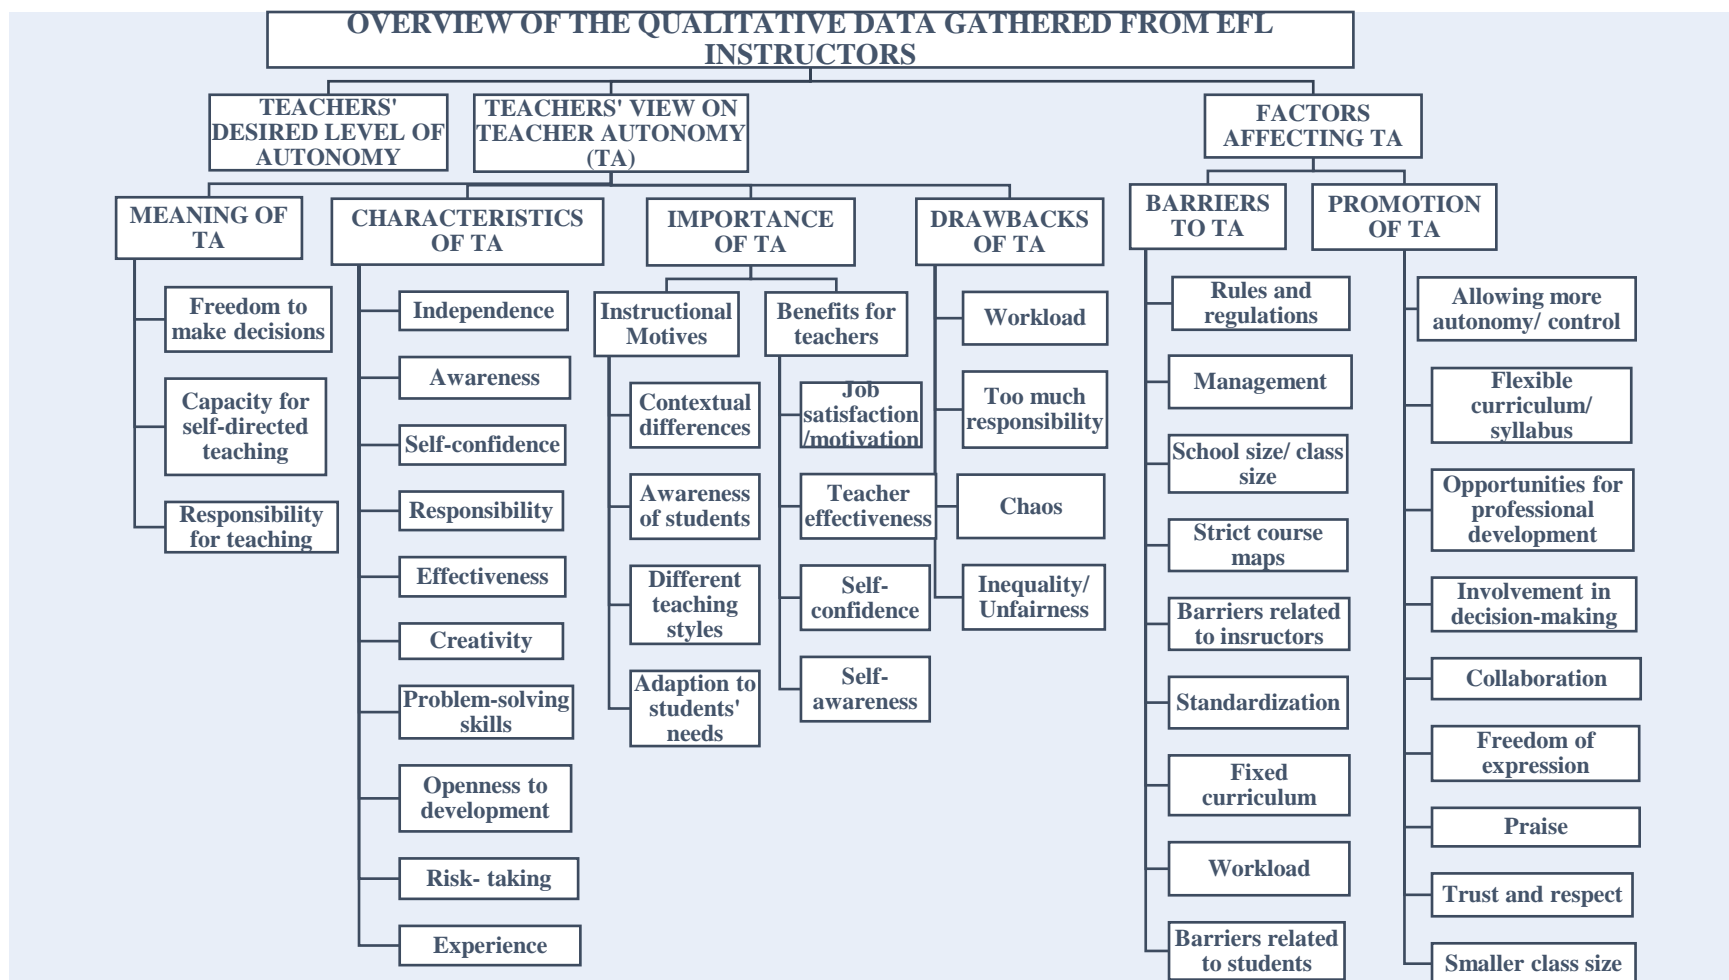 OVERVIEW OF THE QUALITATIVE DATA GATHERED FROM EFL
INSTRUCTORS
TEACHERS'
DESIRED LEVEL OF
AUTONOMY
TEACHERS' VIEW ON
TEACHER AUTONOMY
(TA)
FACTORS
AFFECTING TA
MEANING OF
TA
CHARACTERISTICS
OF TA
IMPORTANCE
OF TA
DRAWBACKS
OF TA
BARRIERS
TO TA
PROMOTION
OF TA
Freedom to
make decisions
Capacity for
self-directed
teaching
Responsibility
for teaching
Independence
Awareness
Self-confidence
Responsibility
Effectiveness
Creativity
Problem-solving
skills
Openness to
development
Risk- taking
Experience
Instructional
Motives
Contextual
differences
Awareness
of students
Different
teaching
styles
Adaption to
students'
needs
Benefits for
teachers
Job
satisfaction
/motivation
Teacher
effectiveness
Self-
confidence
Self-
awareness
Workload
Too much
responsibility
Chaos
Inequality/
Unfairness
Rules and
regulations
Management
School size/ class
size
Strict course
maps
Barriers related
to insructors
Standardization
Fixed
curriculum
Workload
Barriers related
to students
Allowing more
autonomy/ control
Flexible
curriculum/
syllabus
Opportunities for
professional
development
Involvement in
decision-making
Collaboration
Freedom of
expression
Praise
Trust and respect
Smaller class size